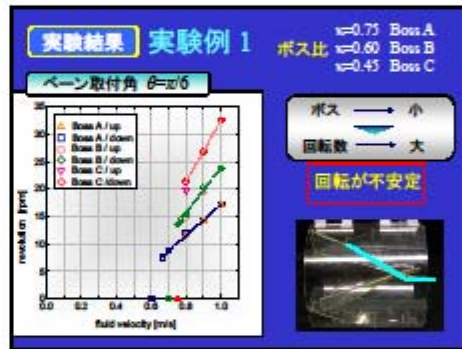 実験結果 実験例 1
ボス比
κ=0.75 Boss A
κ=0.60 Boss B
κ=0.45 Boss C
ベーン取付角 θ=π/6
ボス → 小
回転数 → 大
回転が不安定
Boss A / up
Boss A / down
Boss B / up
Boss B / down
Boss C / up
Boss C /down
revolution [rpm]
35
30
25
20
15
10
5
0
0.0 0.2 0.4 0.6 0.8 1.0
fluid velocity [m/s]